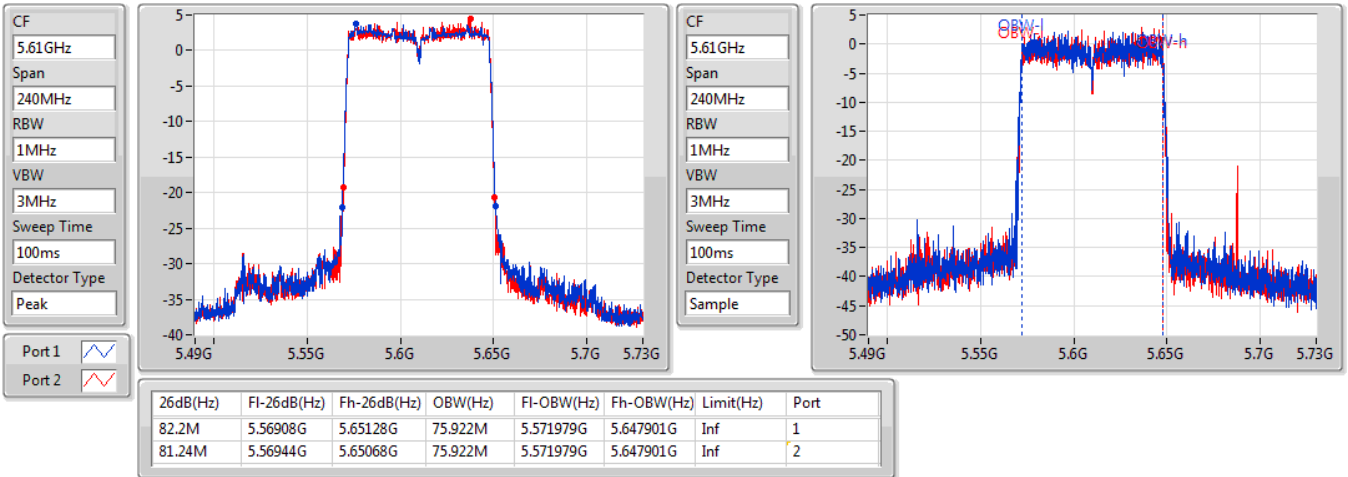 CF
5.61GHz
Span
240MHz
RBW
1MHz
VBW
3MHz
Sweep Time
100ms
Detector Type
Peak
Port 1
Port 2
5
0
-5
-10
-15
-20
-25
-30
-35
-40
5.49G 5.55G 5.6G 5.65G 5.7G 5.73G
CF
5.61GHz
Span
240MHz
RBW
1MHz
VBW
3MHz
Sweep Time
100ms
Detector Type
Sample
5
0
-5
-10
-15
-20
-25
-30
-35
-40
-45
-50
OBW-l
OBW-h
5.49G 5.55G 5.6G 5.65G 5.7G 5.73G
26dB(Hz) Fl-26dB(Hz) Fh-26dB(Hz) OBW(Hz) Fl-OBW(Hz) Fh-OBW(Hz) Limit(Hz) Port
82.2M 5.56908G 5.65128G 75.922M 5.571979G 5.647901G Inf 1
81.24M 5.56944G 5.65068G 75.922M 5.571979G 5.647901G Inf 2